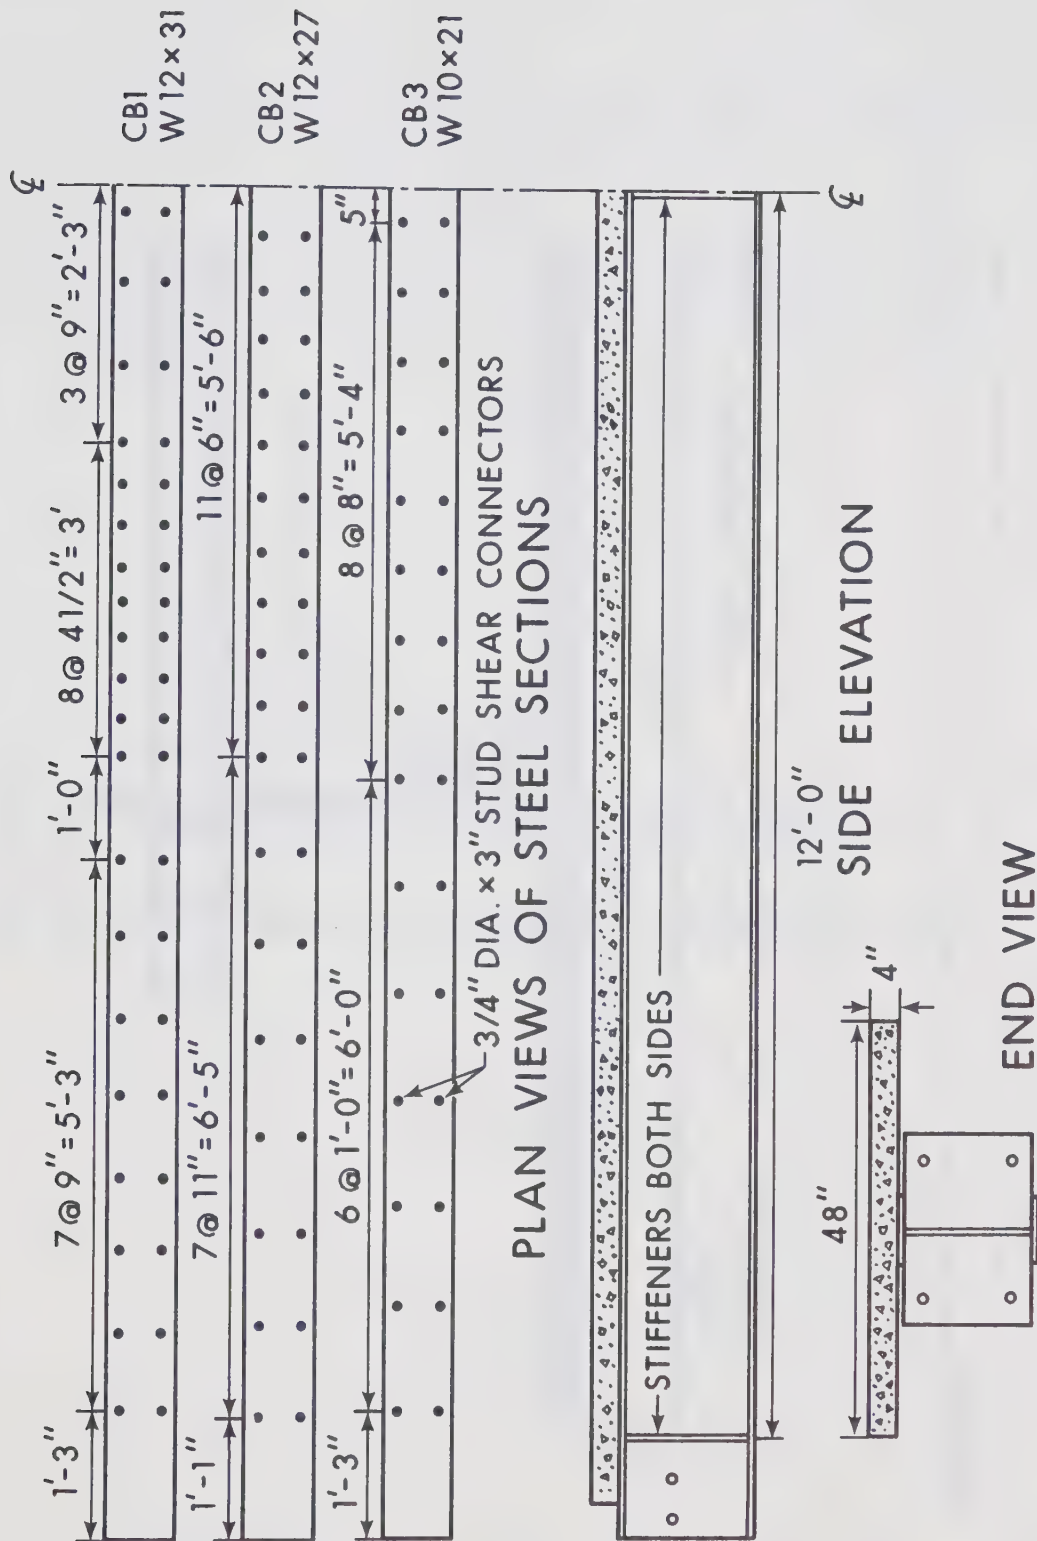 ℄
CB1
W 12×31
1'-3"
7@9"=5'-3"
1'-0"
8@41/2"=3'
3@9"=2'-3"
CB2
W 12×27
1'-1"
7@11"=6'-5"
11@6"=5'-6"
CB3
W 10×21
1'-3"
6@1'-0"=6'-0"
8@8"=5'-4"
5"
3/4" DIA.×3" STUD SHEAR CONNECTORS
PLAN VIEWS OF STEEL SECTIONS
STIFFENERS BOTH SIDES
12'-0"
℄
SIDE ELEVATION
48"
4"
END VIEW